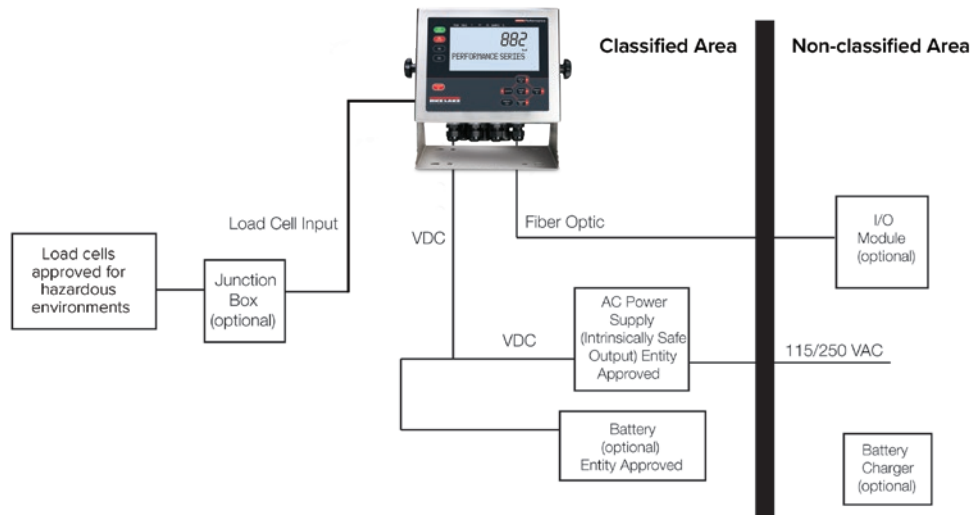 882
PERFORMANCE SERIES
RICE LAKE
Classified Area
Non-classified Area
Load Cell Input
VDC
Fiber Optic
I/O
Module
(optional)
Load cells
approved for
hazardous
environments
Junction
Box
(optional)
VDC
AC Power
Supply
(Intrinsically Safe
Output) Entity
Approved
115/250 VAC
Battery
(optional)
Entity Approved
Battery
Charger
(optional)